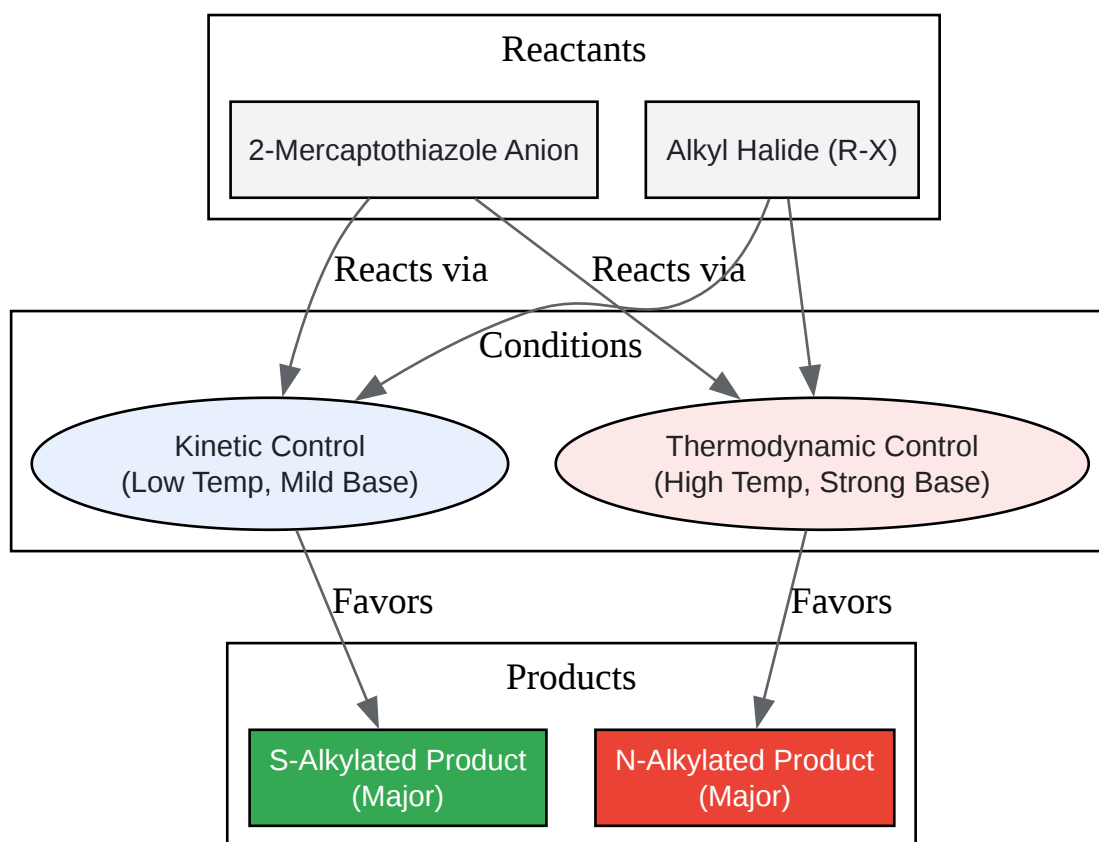 Reactants
2-Mercaptothiazole Anion
Alkyl Halide (R-X)
Reacts via
Reacts via
Conditions
Kinetic Control
(Low Temp, Mild Base)
Thermodynamic Control
(High Temp, Strong Base)
Favors
Favors
Products
S-Alkylated Product
(Major)
N-Alkylated Product
(Major)